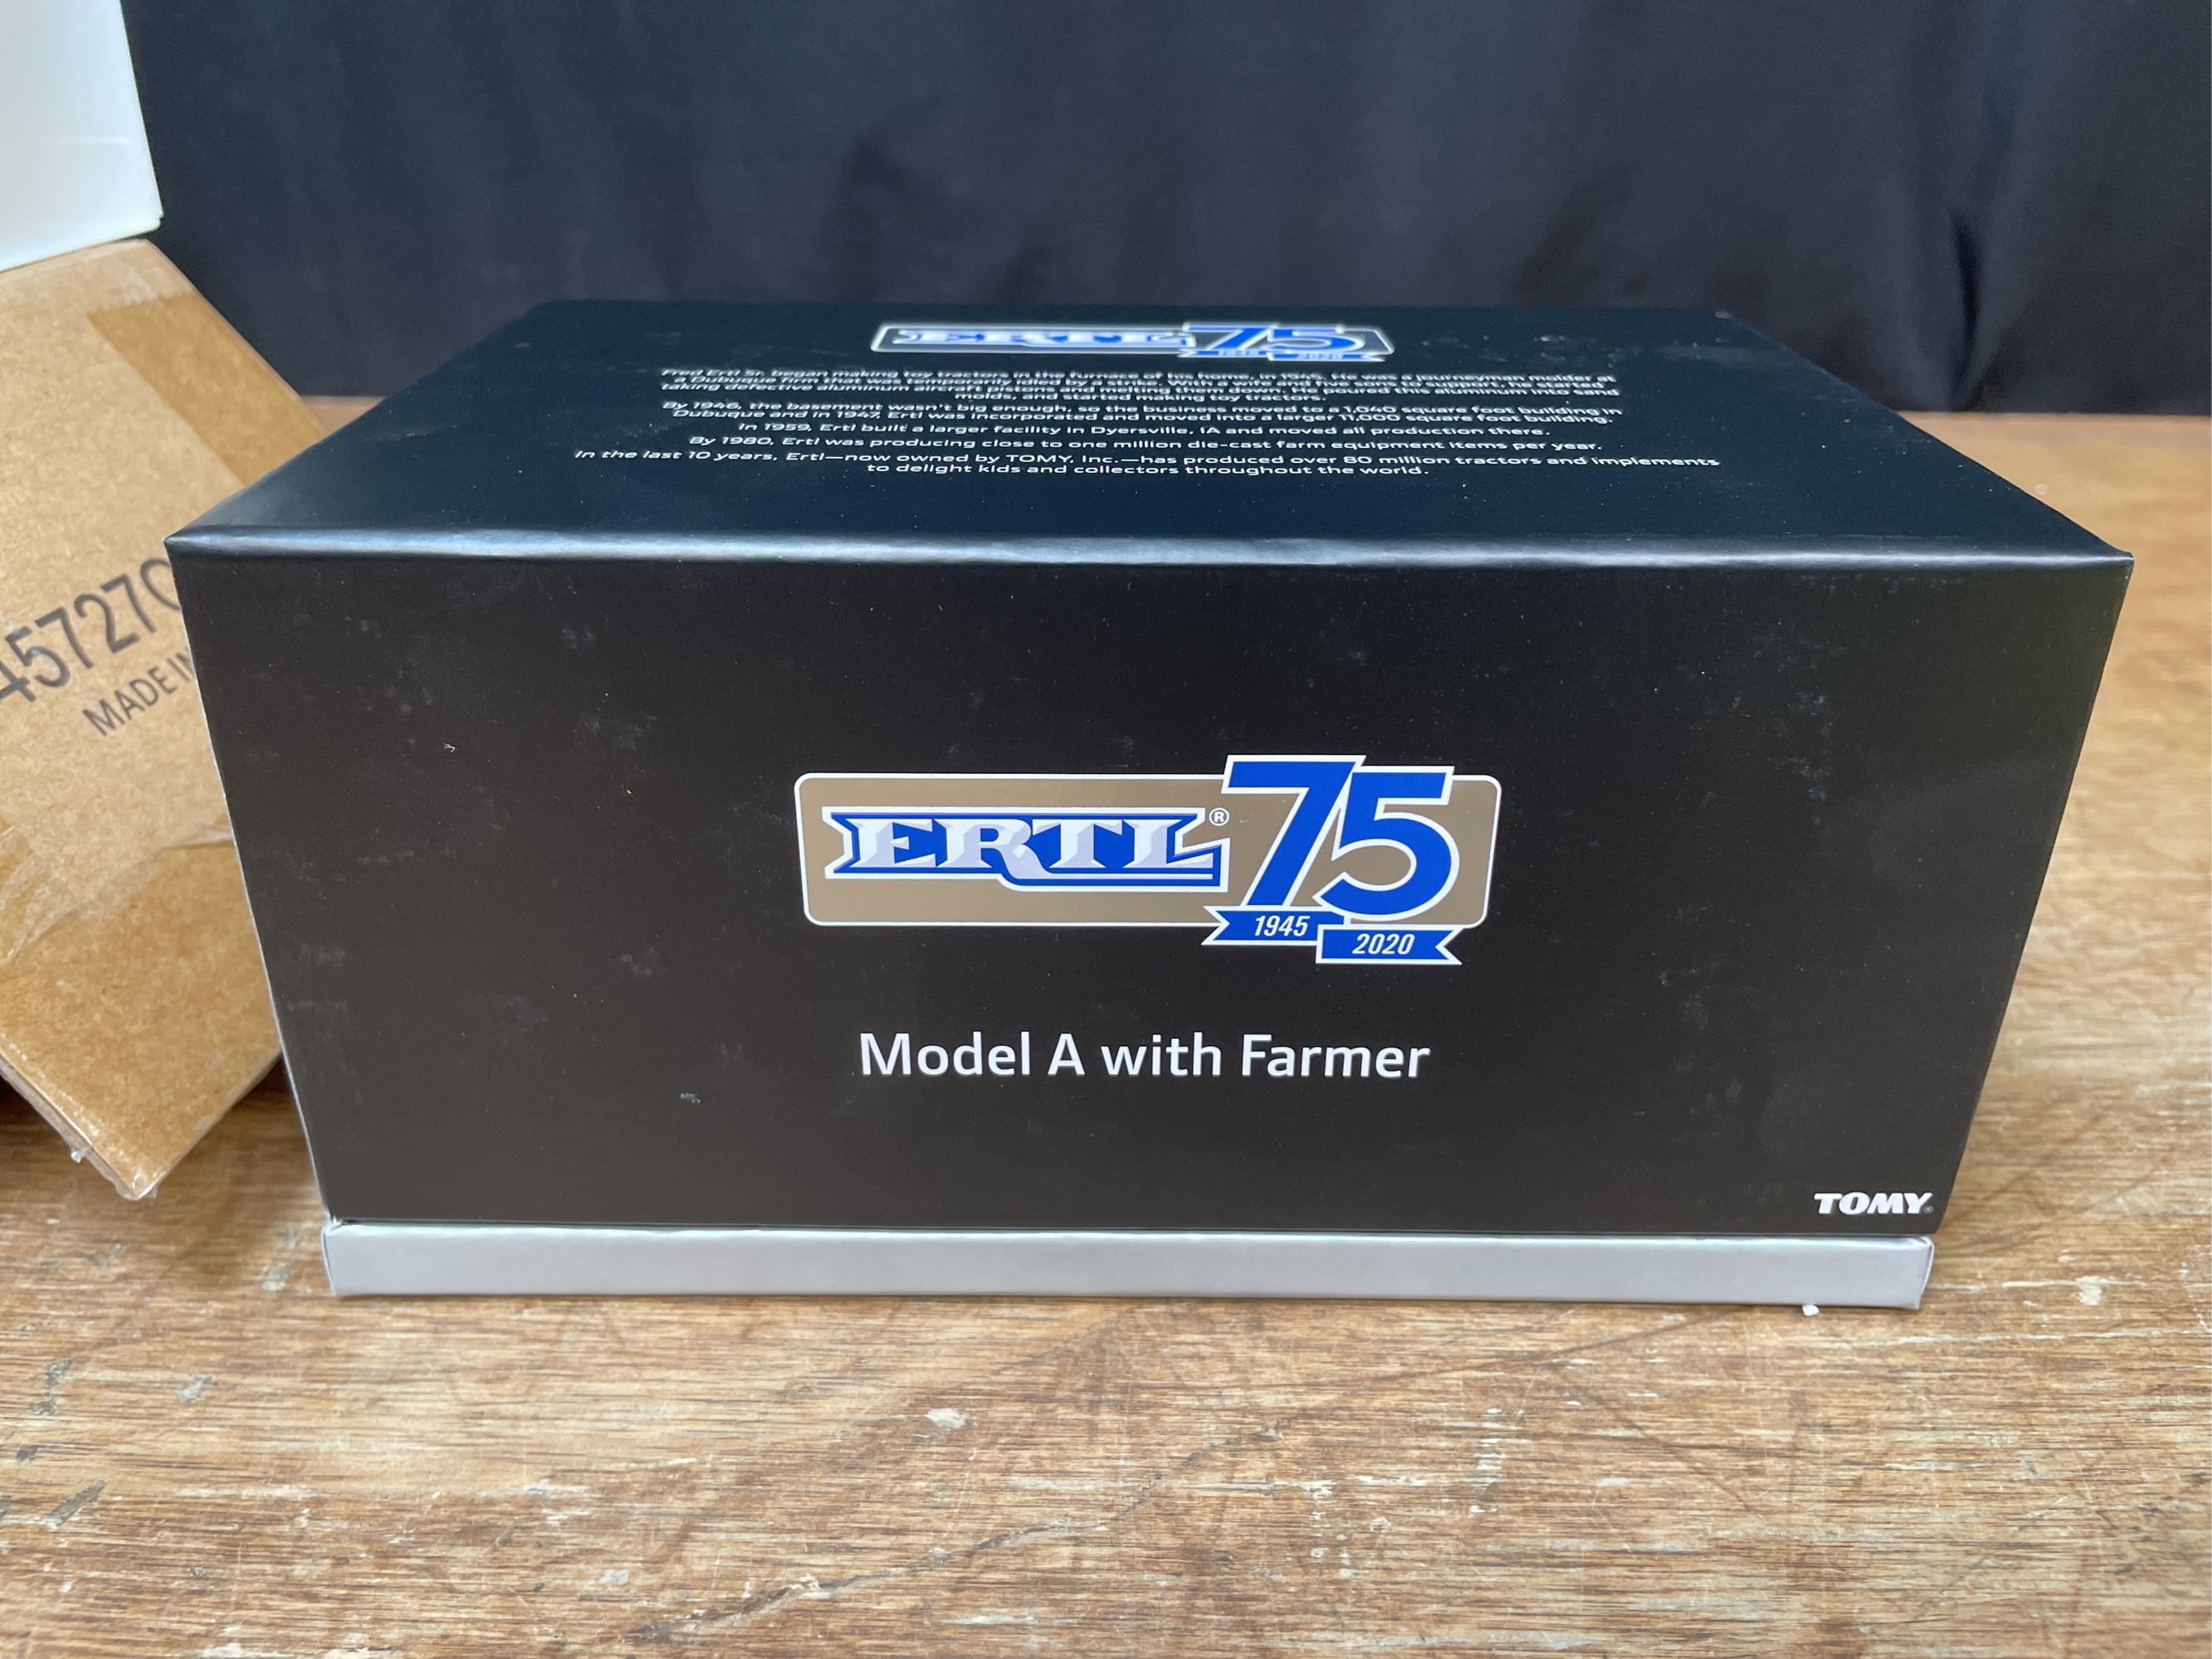 ERTL 75
1945 2020
Fred Ertl Sr. began making toy tractors in the furnace of his home, in 1945. He was a journeyman molder at
a Dubuque firm that was temporarily idled by a strike. With a wife and five sons to support, he started
taking defective aluminum aircraft pistons and melting them down. He poured this aluminum into sand
molds, and started making toy tractors.
By 1946, the basement wasn't big enough, so the business moved to a 1,040 square foot building in
Dubuque and in 1947, Ertl was incorporated and moved into a larger 11,000 square foot building.
In 1959, Ertl built a larger facility in Dyersville, IA and moved all production there.
By 1980, Ertl was producing close to one million die-cast farm equipment items per year.
In the last 10 years, Ertl—now owned by TOMY, Inc.—has produced over 80 million tractors and implements
to delight kids and collectors throughout the world.
45727
MADE IN
ERTL® 75
1945
2020
Model A with Farmer
TOMY